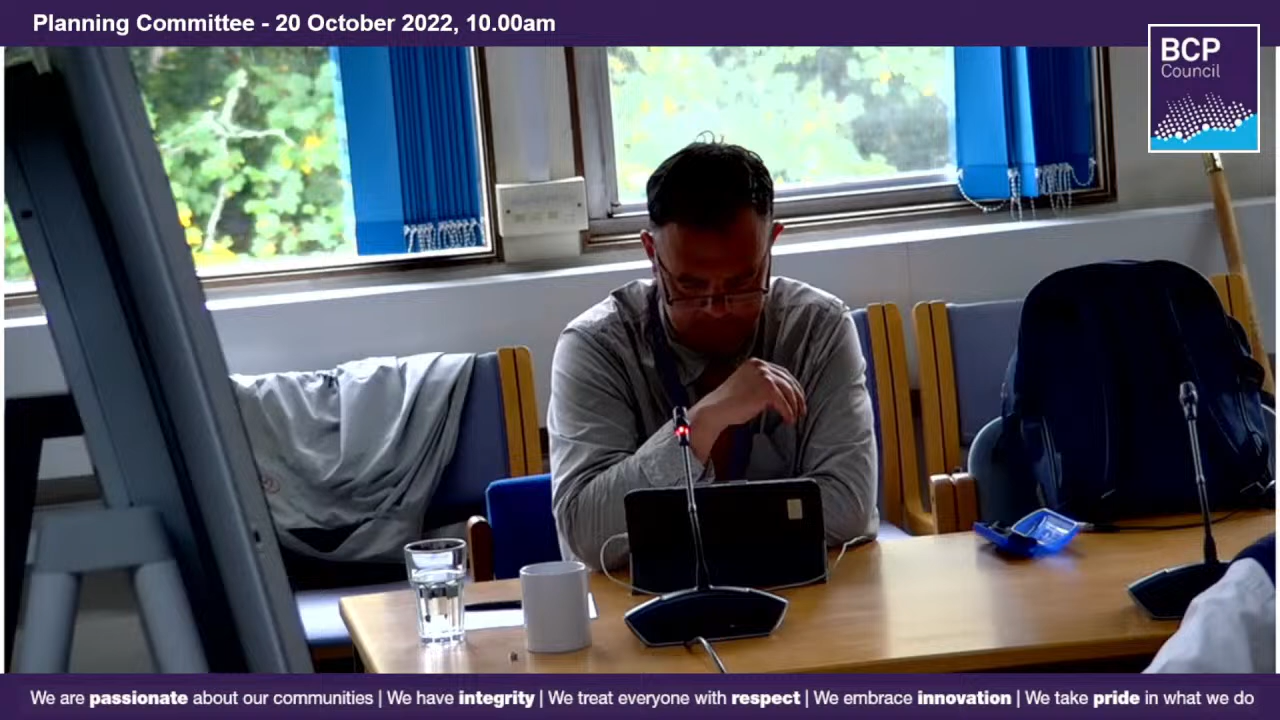 Planning Committee - 20 October 2022, 10.00am
BCP
Council
We are passionate about our communities | We have integrity | We treat everyone with respect | We embrace innovation | We take pride in what we do